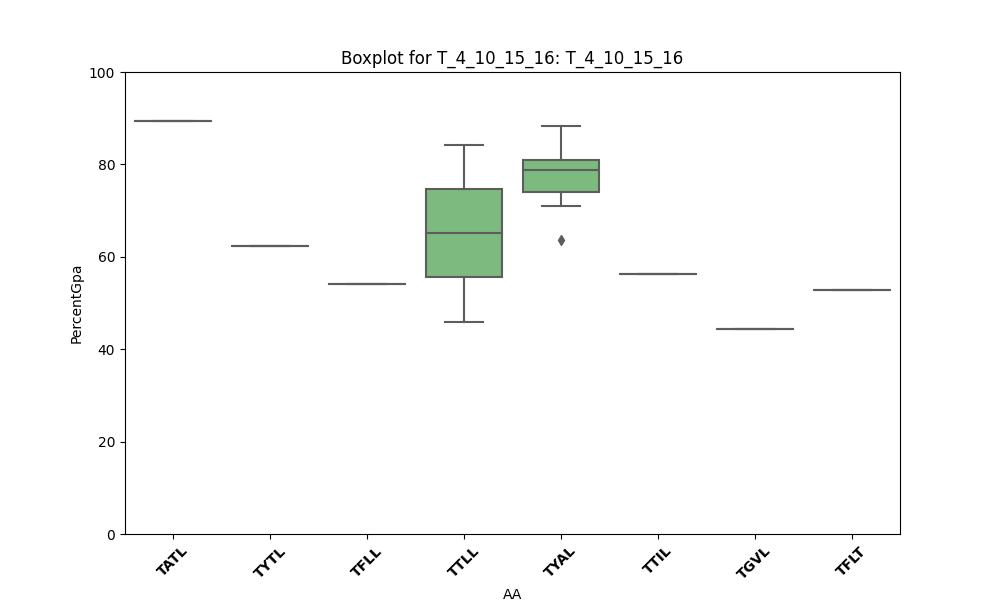 Boxplot for T_4_10_15_16: T_4_10_15_16
PercentGpa
100
80
60
40
20
0
TATL TYTL TFLL TTLL TYAL TTIL TGVL TFLT
AA